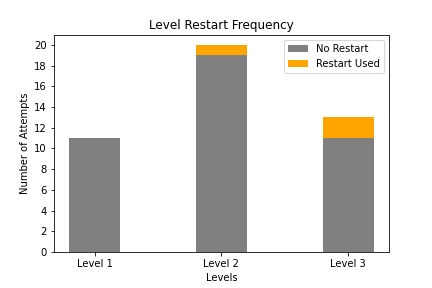 Level Restart Frequency
No Restart
Restart Used
Number of Attempts
20
18
16
14
12
10
8
6
4
2
0
Level 1 Level 2 Level 3
Levels